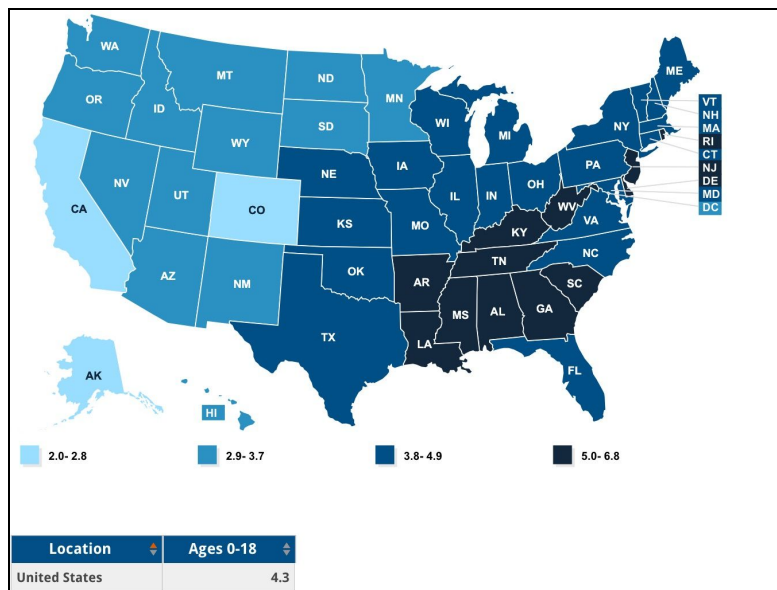 WA
ME
MT
ND
MN
VT
OR
NH
ID
WI
NY
MA
SD
MI
RI
WY
CT
PA
NJ
IA
NE
DE
NV
OH
MD
UT
IL
IN
DC
CA
CO
WV
VA
KS
MO
KY
NC
TN
AZ
NM
OK
AR
SC
MS
AL
GA
TX
LA
FL
AK
HI
2.0- 2.8
2.9- 3.7
3.8- 4.9
5.0- 6.8
Location Ages 0-18
United States 4.3